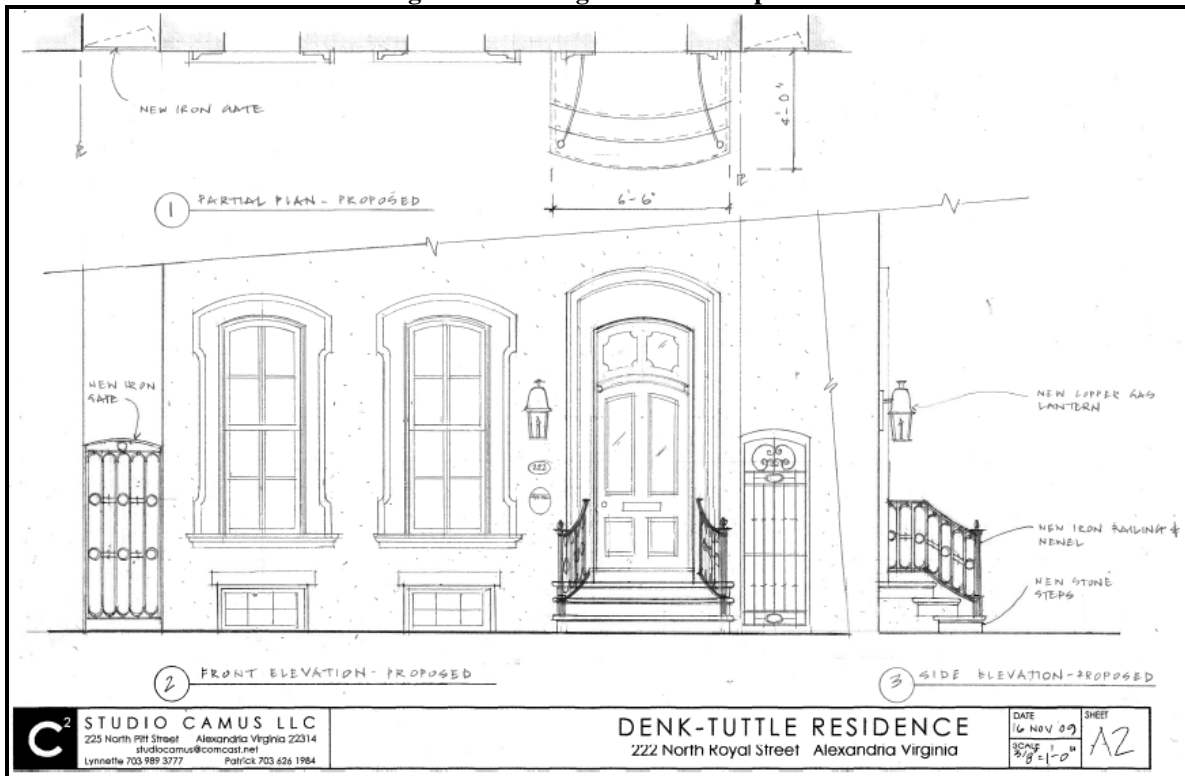 NEW IRON GATE
4'-0"
6'-6"
1 PARTIAL PLAN - PROPOSED
NEW IRON
GATE
222
NEW COPPER GAS
LANTERN
NEW IRON RAILING &
NEWEL
NEW STONE
STEPS
2 FRONT ELEVATION - PROPOSED
3 SIDE ELEVATION - PROPOSED
C2
STUDIO CAMUS LLC
225 North Pitt Street Alexandria Virginia 22314
studiocamus@comcast.net
Lynnette 703 989 3777 Patrick 703 626 1984
DENK-TUTTLE RESIDENCE
222 North Royal Street Alexandria Virginia
DATE
16 NOV 09
SCALE
3/8"=1'-0"
SHEET
A2